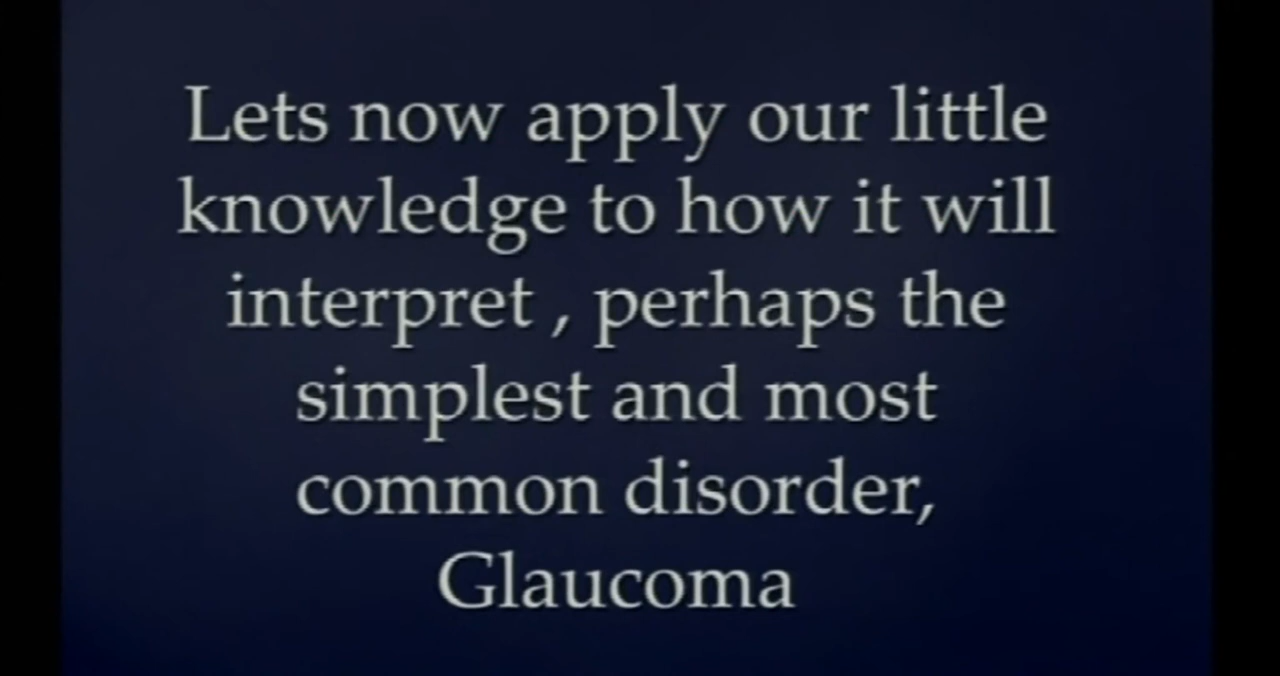 Lets now apply our little
knowledge to how it will
interpret , perhaps the
simplest and most
common disorder,
Glaucoma